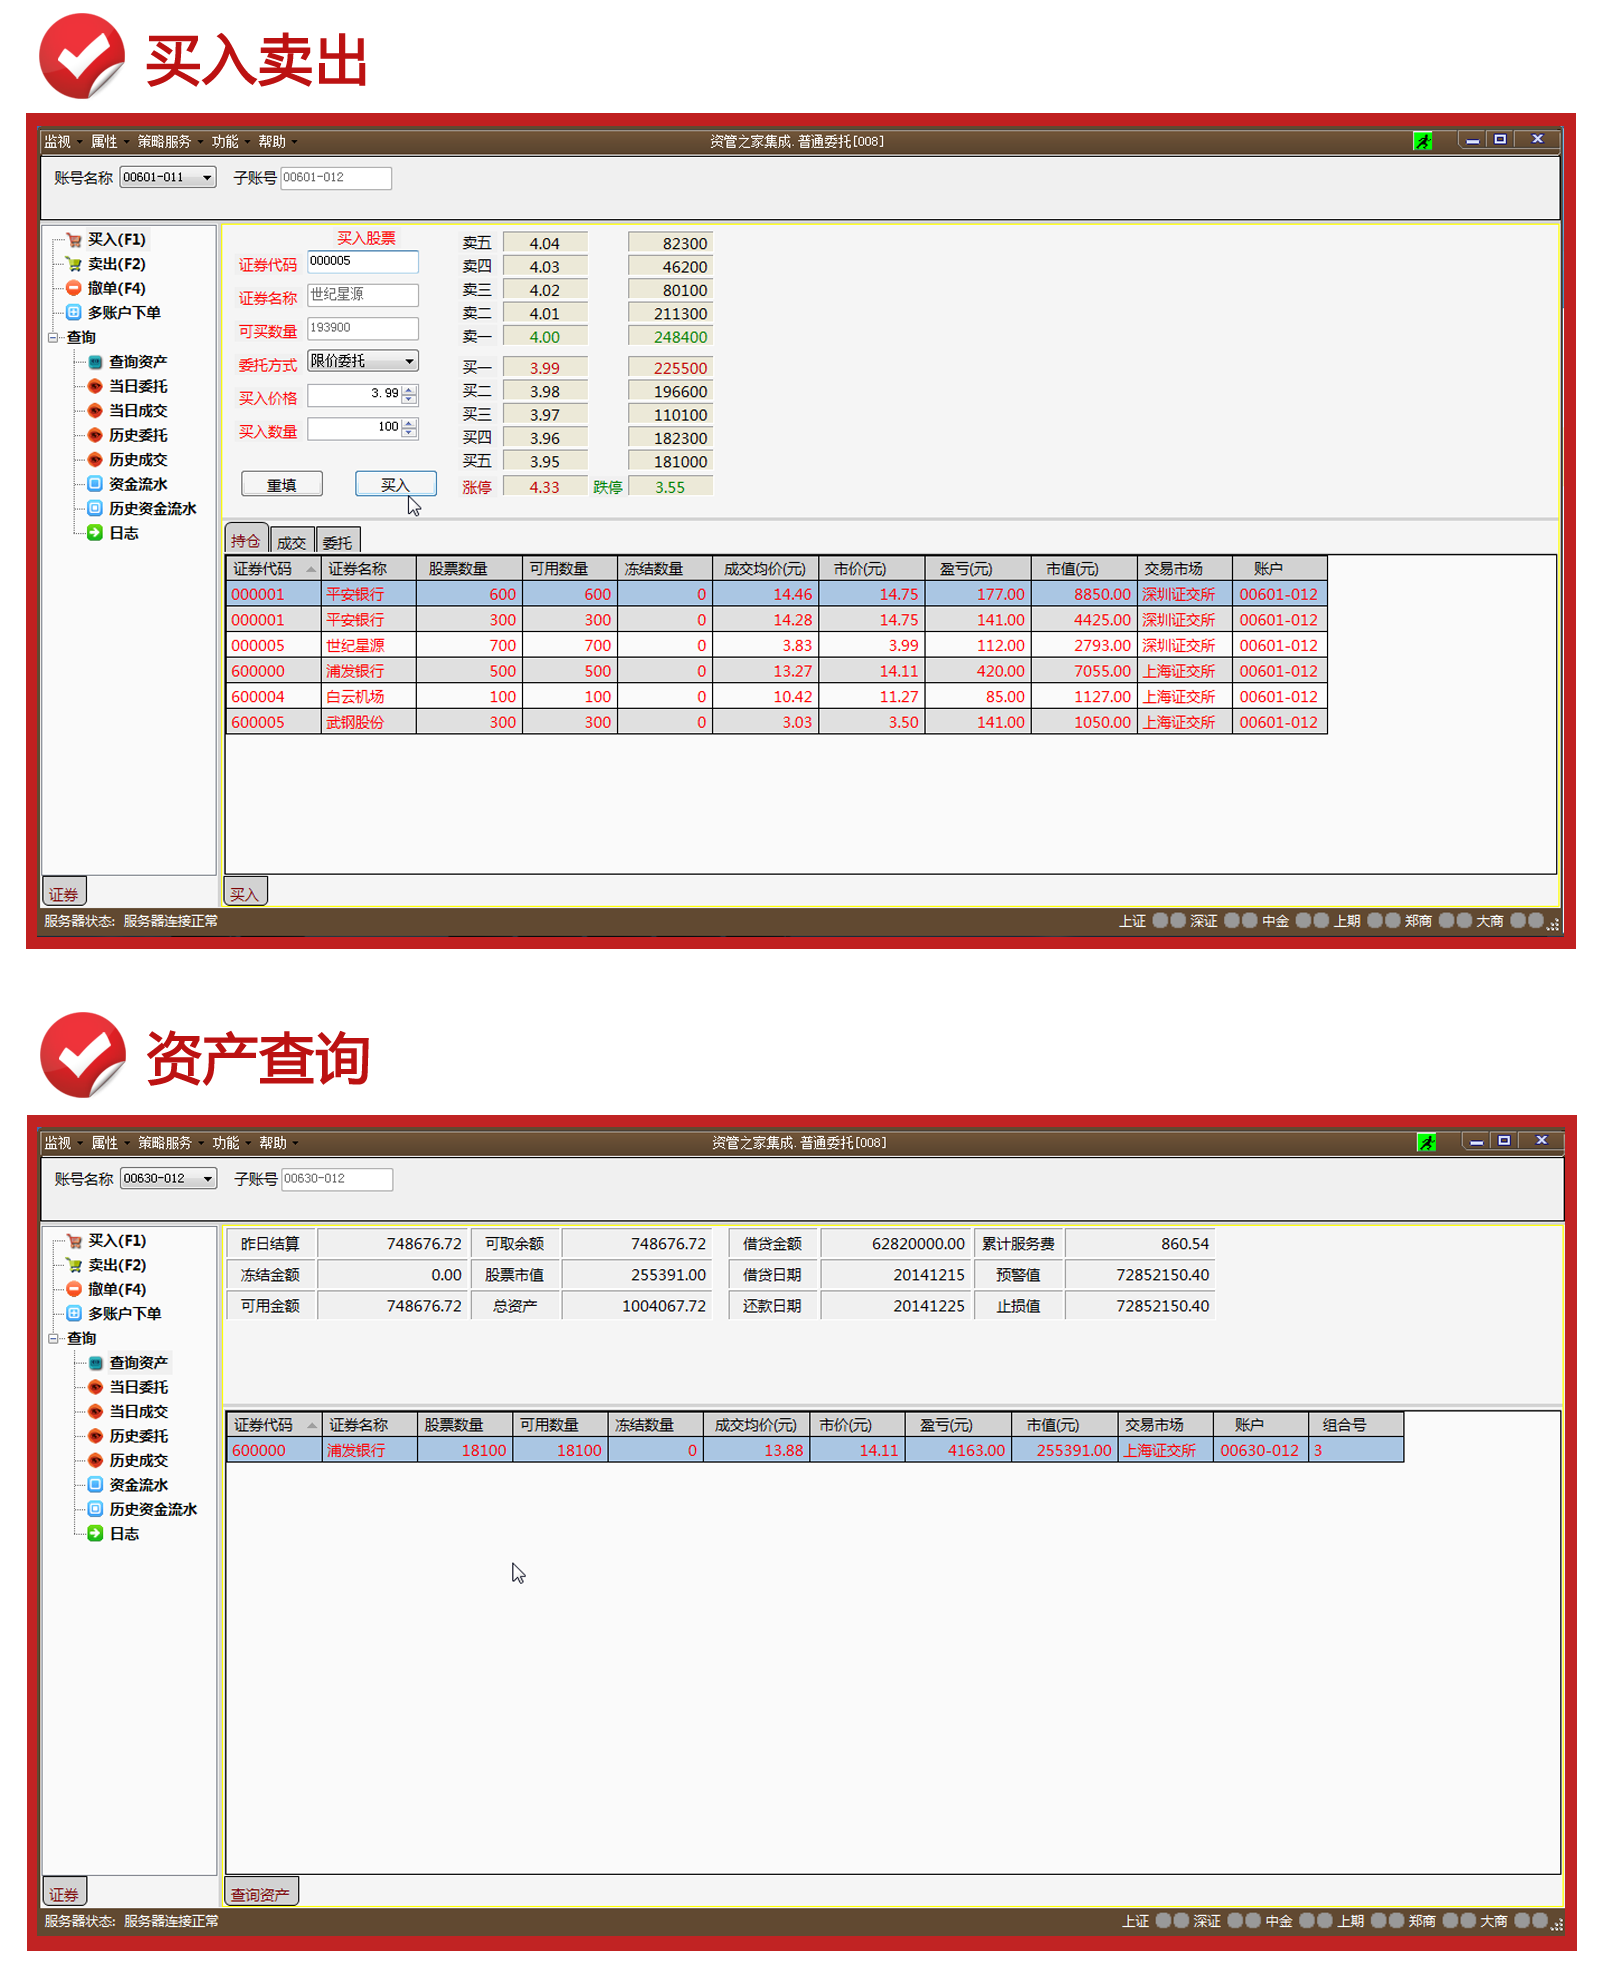 买入卖出
监视 属性 策略服务 功能 帮助 资管之家集成.普通委托[008]
账号名称 00601-011 子账号 00601-012
买入(F1)
卖出(F2)
撤单(F4)
多账户下单
查询
查询资产
当日委托
当日成交
历史委托
历史成交
资金流水
历史资金流水
日志
买入股票
证券代码 000005
证券名称 世纪星源
可买数量 193900
委托方式 限价委托
买入价格 3.99
买入数量 100
重填 买入
卖五 4.04 82300
卖四 4.03 46200
卖三 4.02 80100
卖二 4.01 211300
卖一 4.00 248400
买一 3.99 225500
买二 3.98 196600
买三 3.97 110100
买四 3.96 182300
买五 3.95 181000
涨停 4.33 跌停 3.55
持仓 成交 委托
证券代码 证券名称 股票数量 可用数量 冻结数量 成交均价(元) 市价(元) 盈亏(元) 市值(元) 交易市场 账户
000001 平安银行 600 600 0 14.46 14.75 177.00 8850.00 深圳证交所 00601-012
000001 平安银行 300 300 0 14.28 14.75 141.00 4425.00 深圳证交所 00601-012
000005 世纪星源 700 700 0 3.83 3.99 112.00 2793.00 深圳证交所 00601-012
600000 浦发银行 500 500 0 13.27 14.11 420.00 7055.00 上海证交所 00601-012
600004 白云机场 100 100 0 10.42 11.27 85.00 1127.00 上海证交所 00601-012
600005 武钢股份 300 300 0 3.03 3.50 141.00 1050.00 上海证交所 00601-012
证券 买入
服务器状态: 服务器连接正常 上证 深证 中金 上期 郑商 大商
资产查询
监视 属性 策略服务 功能 帮助 资管之家集成.普通委托[008]
账号名称 00630-012 子账号 00630-012
买入(F1)
卖出(F2)
撤单(F4)
多账户下单
查询
查询资产
当日委托
当日成交
历史委托
历史成交
资金流水
历史资金流水
日志
昨日结算 748676.72 可取余额 748676.72 借贷金额 62820000.00 累计服务费 860.54
冻结金额 0.00 股票市值 255391.00 借贷日期 20141215 预警值 72852150.40
可用金额 748676.72 总资产 1004067.72 还款日期 20141225 止损值 72852150.40
证券代码 证券名称 股票数量 可用数量 冻结数量 成交均价(元) 市价(元) 盈亏(元) 市值(元) 交易市场 账户 组合号
600000 浦发银行 18100 18100 0 13.88 14.11 4163.00 255391.00 上海证交所 00630-012 3
证券 查询资产
服务器状态: 服务器连接正常 上证 深证 中金 上期 郑商 大商